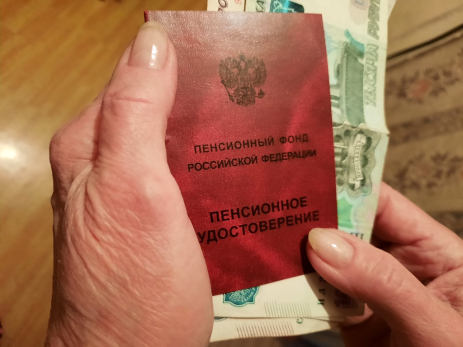 ПЕНСИОННЫЙ ФОНД
РОССИЙСКОЙ ФЕДЕРАЦИИ
ПЕНСИОННОЕ
УДОСТОВЕРЕНИЕ